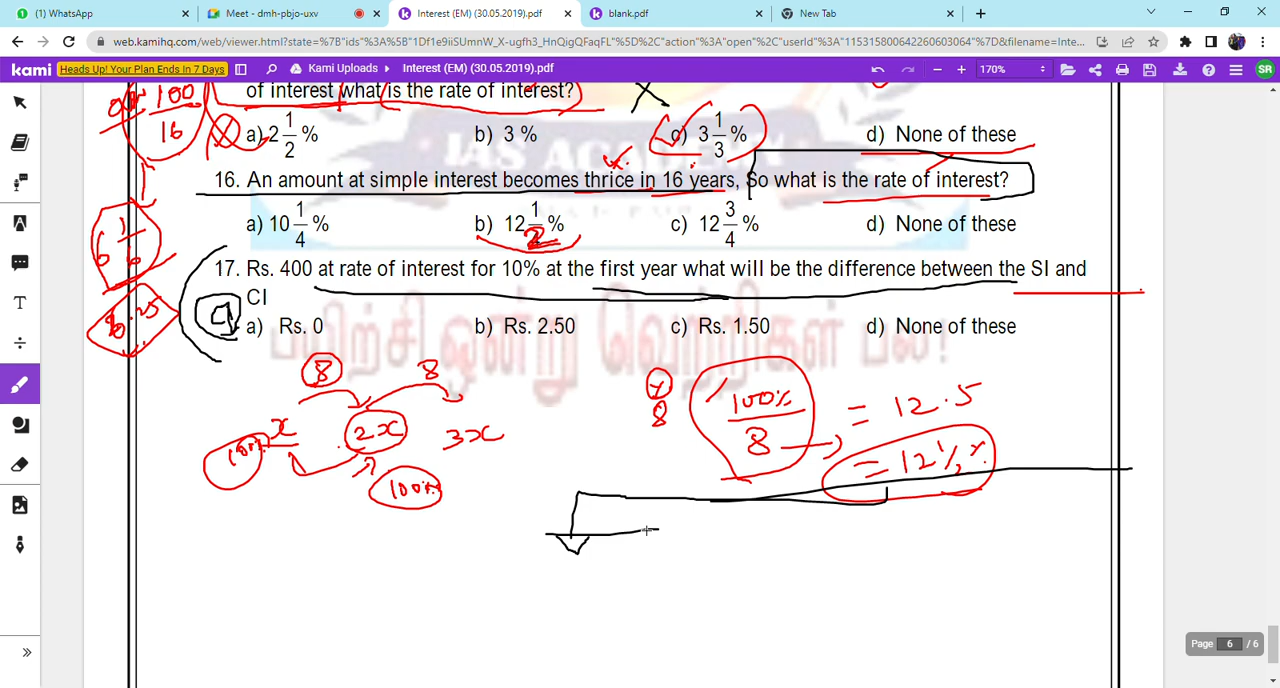 (1) WhatsApp
Meet - dmh-pbjo-uxv
Interest (EM) (30.05.2019).pdf
blank.pdf
New Tab
web.kamihq.com/web/viewer.html?state=%7B"ids"%3A%5B"1Df1e9iiSUmnW_X-ugfh3_HnQigQFaqFL"%5D%2C"action"%3A"open"%2C"userId"%3A"115315800642260603064"%7D&filename=Inte...
kami
Heads Up! Your Plan Ends In 7 Days
Kami Uploads
Interest (EM) (30.05.2019).pdf
170%
SR
100
16
of interest what is the rate of interest?
a) 2 1/2 %
b) 3 %
c) 3 1/3 %
d) None of these
IAS ACADEMY
16. An amount at simple interest becomes thrice in 16 years, So what is the rate of interest?
a) 10 1/4 %
b) 12 1/2 %
c) 12 3/4 %
d) None of these
17. Rs. 400 at rate of interest for 10% at the first year what will be the difference between the SI and
CI
a) Rs. 0
b) Rs. 2.50
c) Rs. 1.50
d) None of these
பயிற்சி ஒன்றே வெற்றிக்கு பலம்!
8
8
x
2x
3x
100%
100%
8
100%
8
= 12.5
= 12 1/2 %
Page 6 / 6